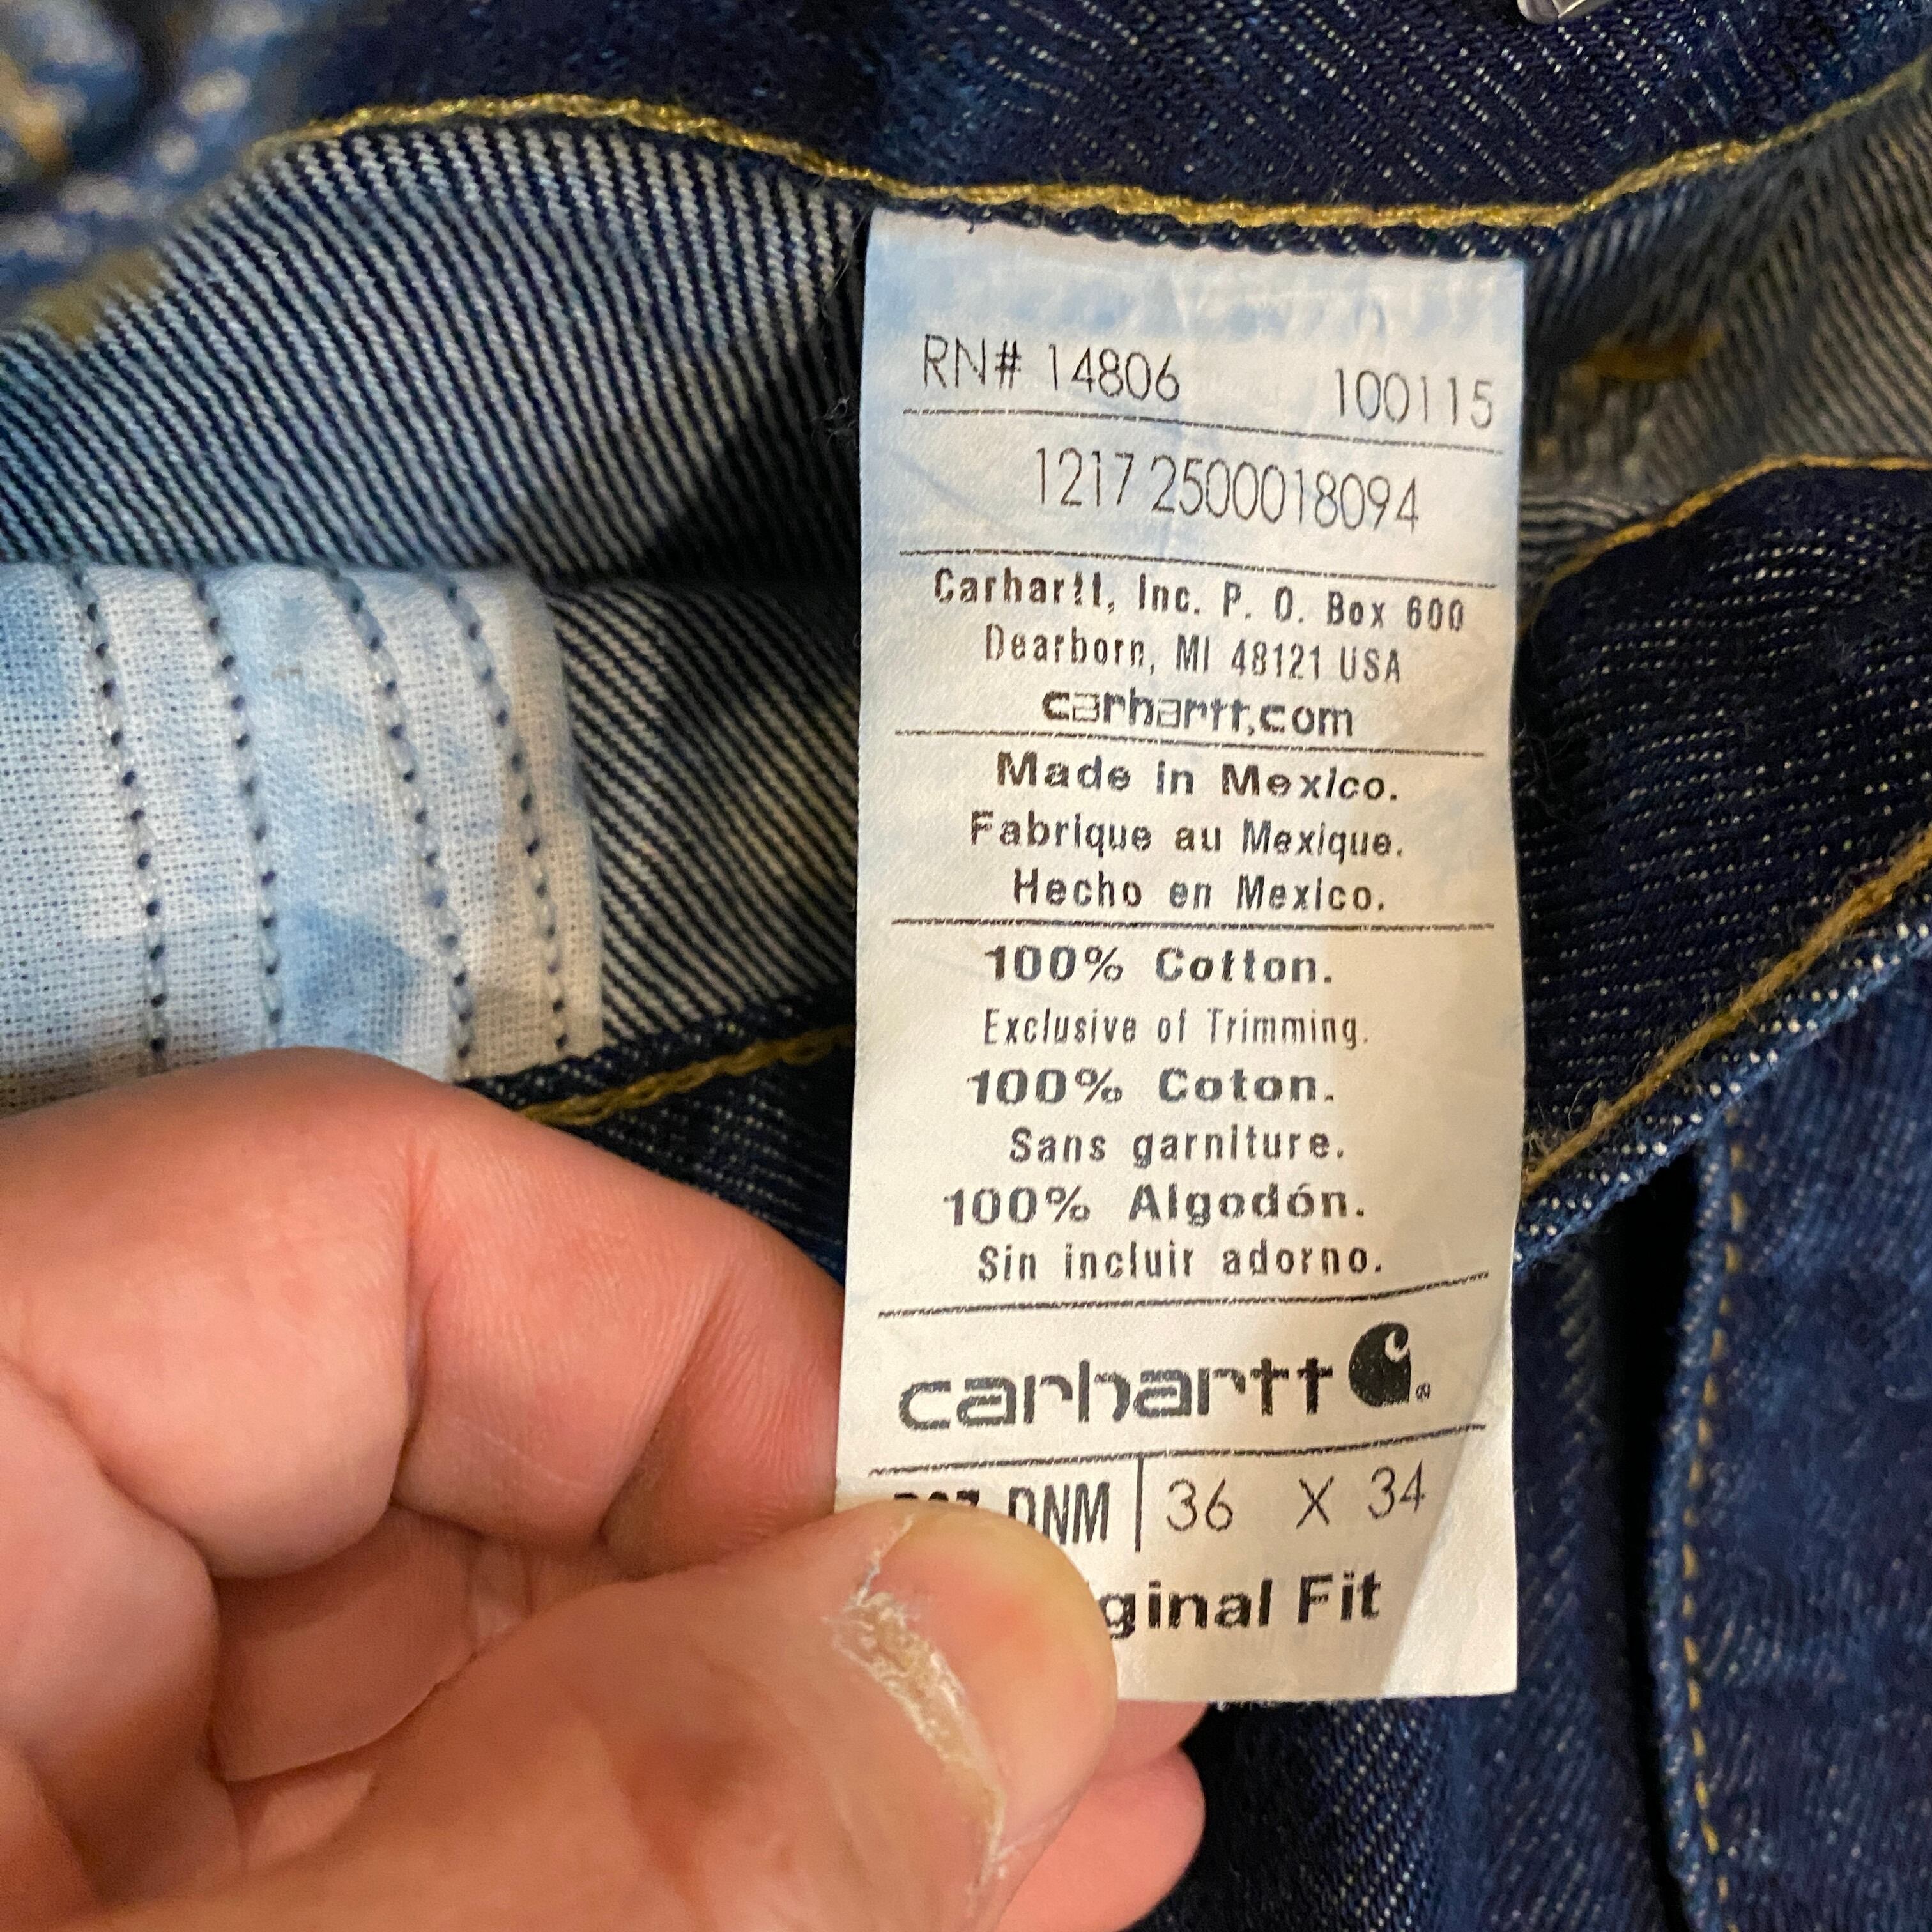 RN# 14806 100115
1217 2500018094
Carhartt, Inc. P. O. Box 600
Dearborn, MI 48121 USA
carhartt.com
Made in Mexico.
Fabrique au Mexique.
Hecho en Mexico.
100% Cotton.
Exclusive of Trimming.
100% Coton.
Sans garniture.
100% Algodón.
Sin incluir adorno.
carhartt ®
DNM 36 X 34
Fit